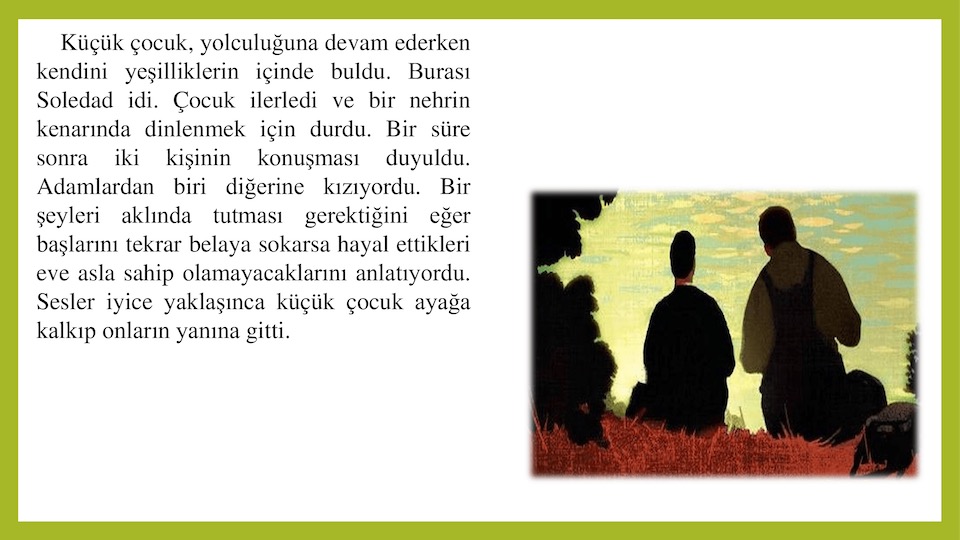 Küçük çocuk, yolculuğuna devam ederken
kendini yeşilliklerin içinde buldu. Burası
Soledad idi. Çocuk ilerledi ve bir nehrin
kenarında dinlenmek için durdu. Bir süre
sonra iki kişinin konuşması duyuldu.
Adamlardan biri diğerine kızıyordu. Bir
şeyleri aklında tutması gerektiğini eğer
başlarını tekrar belaya sokarsa hayal ettikleri
eve asla sahip olamayacaklarını anlatıyordu.
Sesler iyice yaklaşınca küçük çocuk ayağa
kalkıp onların yanına gitti.